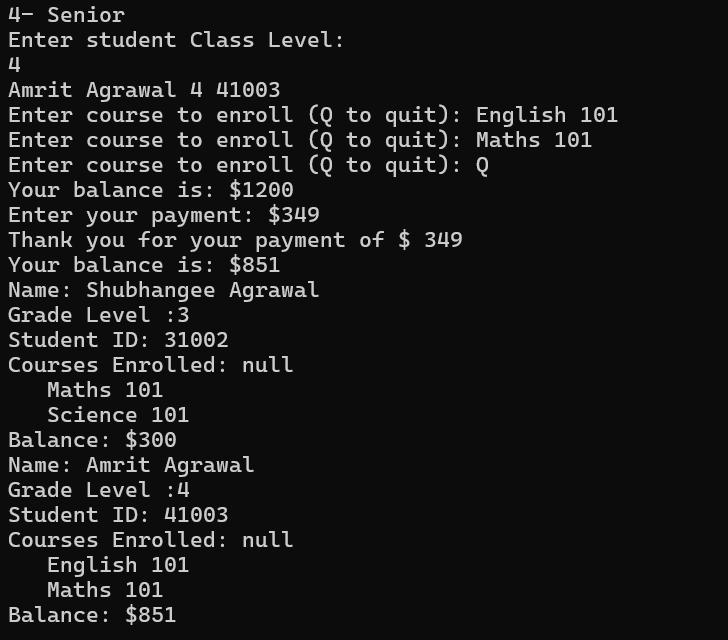 4- Senior
Enter student Class Level:
4
Amrit Agrawal 4 41003
Enter course to enroll (Q to quit): English 101
Enter course to enroll (Q to quit): Maths 101
Enter course to enroll (Q to quit): Q
Your balance is: $1200
Enter your payment: $349
Thank you for your payment of $ 349
Your balance is: $851
Name: Shubhangee Agrawal
Grade Level :3
Student ID: 31002
Courses Enrolled: null
   Maths 101
   Science 101
Balance: $300
Name: Amrit Agrawal
Grade Level :4
Student ID: 41003
Courses Enrolled: null
   English 101
   Maths 101
Balance: $851